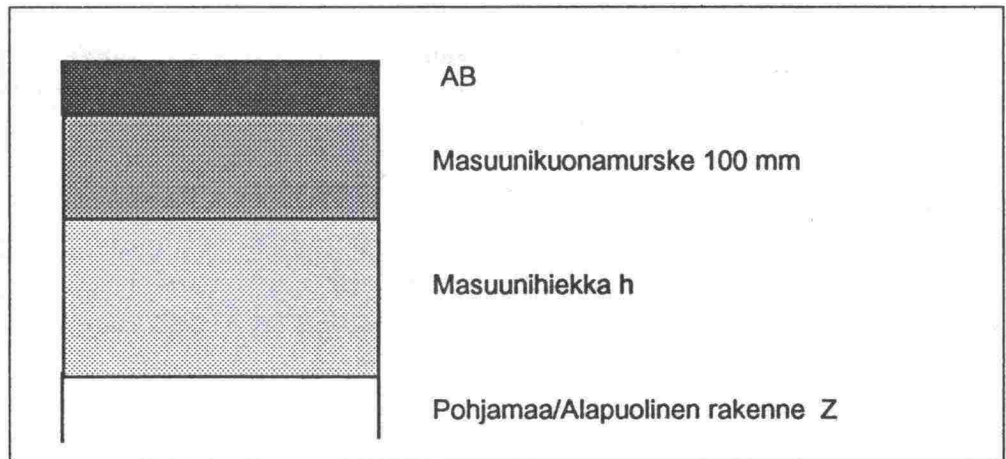 AB
Masuunikuonamurske 100 mm
Masuunihiekka h
Pohjamaa/Alapuolinen rakenne Z